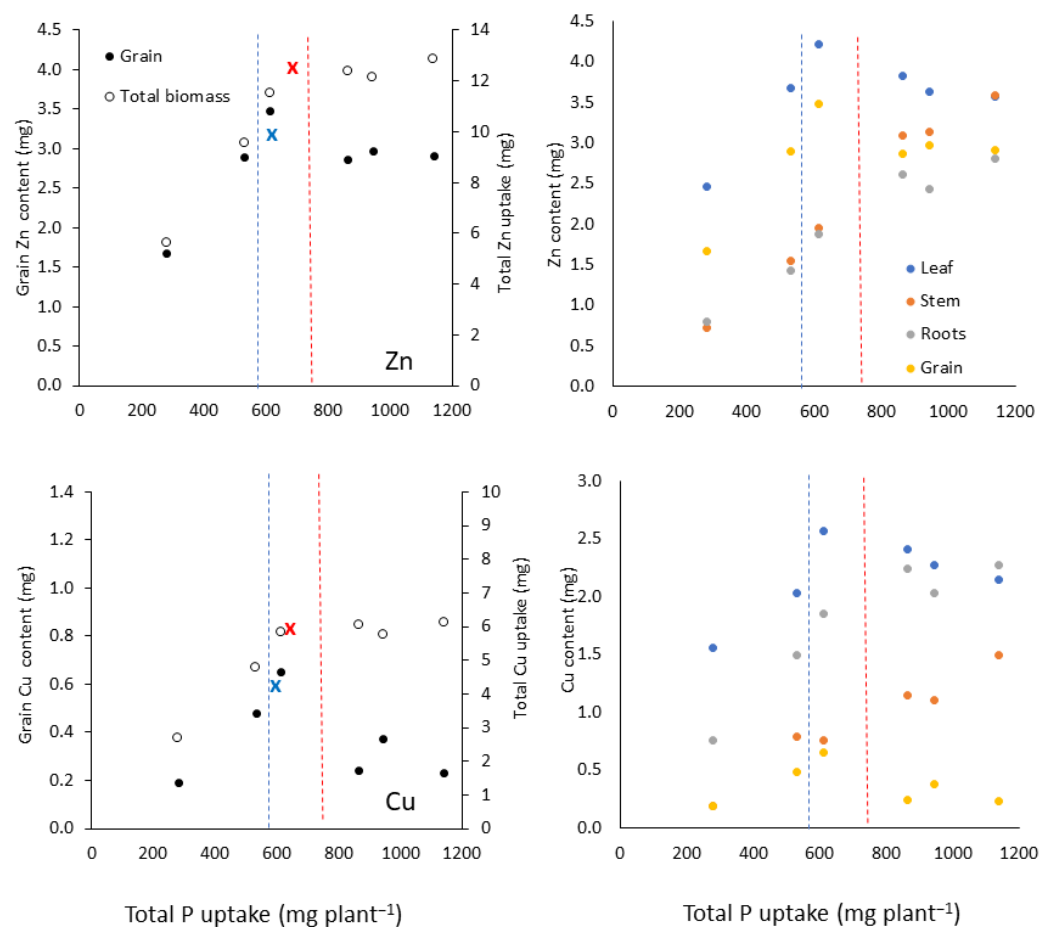 Grain Zn content (mg)
4.5
4.0
3.5
3.0
2.5
2.0
1.5
1.0
0.5
0.0
Grain
Total biomass
X
X
Zn
14
12
10
8
6
4
2
0
Total Zn uptake (mg)
0 200 400 600 800 1000 1200
Zn content (mg)
4.5
4.0
3.5
3.0
2.5
2.0
1.5
1.0
0.5
0.0
Leaf
Stem
Roots
Grain
0 200 400 600 800 1000 1200
Grain Cu content (mg)
1.4
1.2
1.0
0.8
0.6
0.4
0.2
0.0
X
X
Cu
10
9
8
7
6
5
4
3
2
1
0
Total Cu uptake (mg)
0 200 400 600 800 1000 1200
Total P uptake (mg plant⁻¹)
Cu content (mg)
3.0
2.5
2.0
1.5
1.0
0.5
0.0
0 200 400 600 800 1000 1200
Total P uptake (mg plant⁻¹)